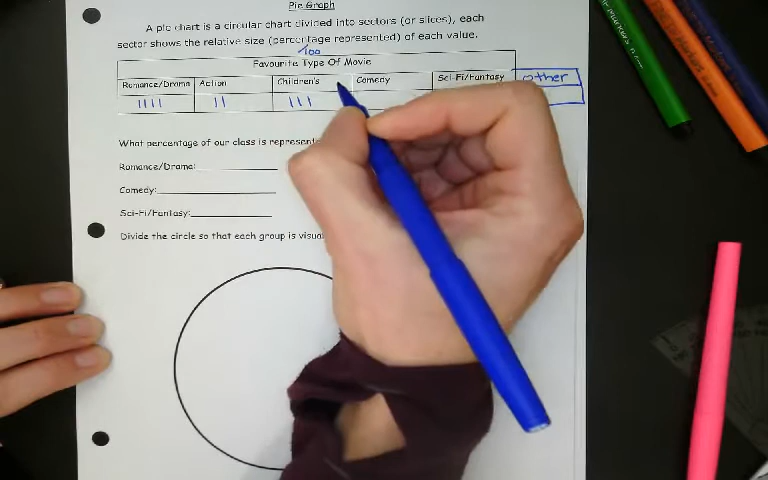 Pie Graph
A pie chart is a circular chart divided into sectors (or slices), each
sector shows the relative size (percentage represented) of each value.
/100
Favourite Type Of Movie
Romance/Drama Action Children's Comedy Sci-Fi/Fantasy other
What percentage of our class is represent
Romance/Drama:
Comedy:
Sci-Fi/Fantasy:
Divide the circle so that each group is visua
markers